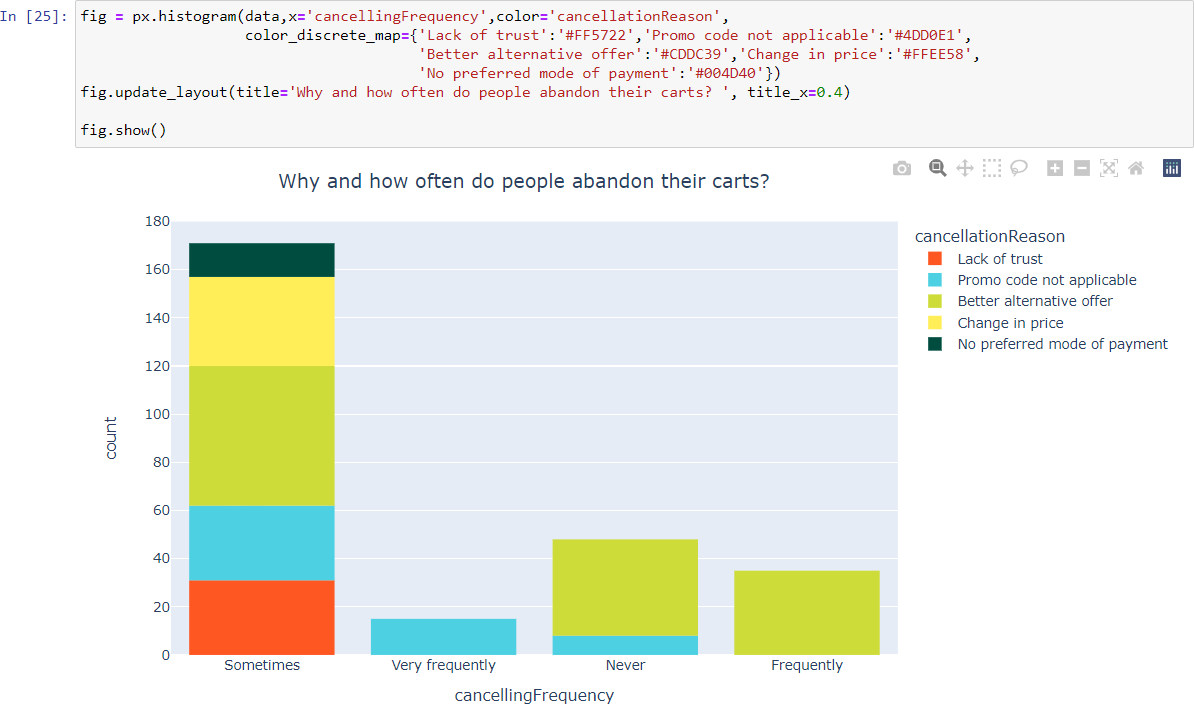 In [25]: fig = px.histogram(data,x='cancellingFrequency',color='cancellationReason',
color_discrete_map={'Lack of trust':'#FF5722','Promo code not applicable':'#4DD0E1',
'Better alternative offer':'#CDDC39','Change in price':'#FFEE58',
'No preferred mode of payment':'#004D40'})
fig.update_layout(title='Why and how often do people abandon their carts? ', title_x=0.4)
fig.show()
Why and how often do people abandon their carts?
180
160
140
120
100
80
60
40
20
0
count
Sometimes
Very frequently
Never
Frequently
cancellingFrequency
cancellationReason
Lack of trust
Promo code not applicable
Better alternative offer
Change in price
No preferred mode of payment